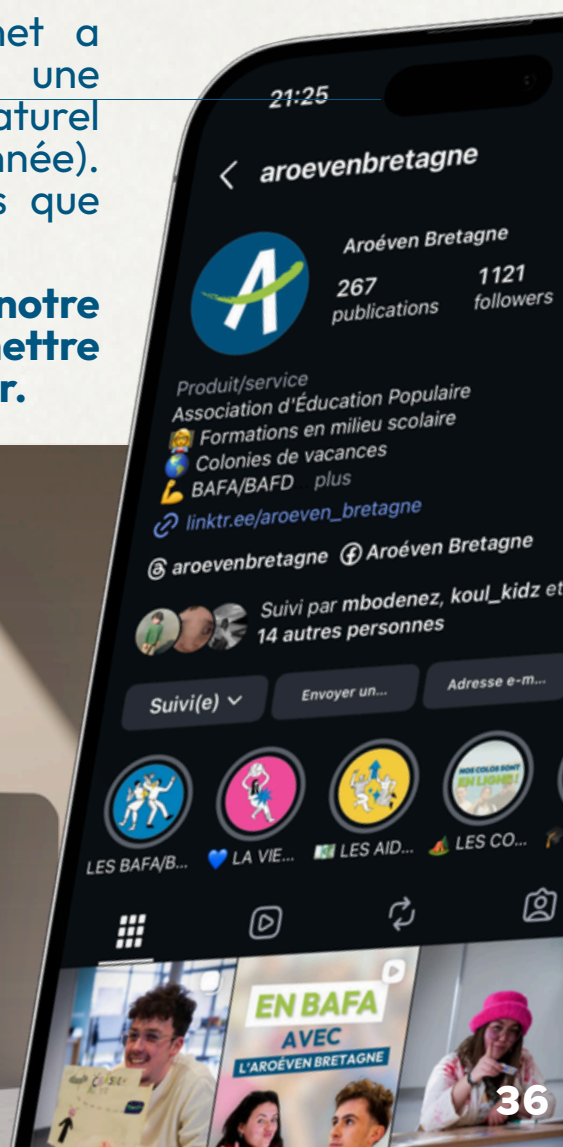 net a
une
aturel
nnée).
s que
notre
nettre
r.
21:25
aroevenbretagne
Aroéven Bretagne
267 1121
publications followers
Produit/service
Association d'Éducation Populaire
Formations en milieu scolaire
Colonies de vacances
BAFA/BAFD plus
linktr.ee/aroeven_bretagne
aroevenbretagne Aroéven Bretagne
Suivi par mbodenez, koul_kidz et
14 autres personnes
Suivi(e) Envoyer un... Adresse e-m...
NOS COLOS SONT
EN LIGNE !
LES BAFA/B... LA VIE... LES AID... LES CO...
EN BAFA
AVEC
L'AROÉVEN BRETAGNE
36